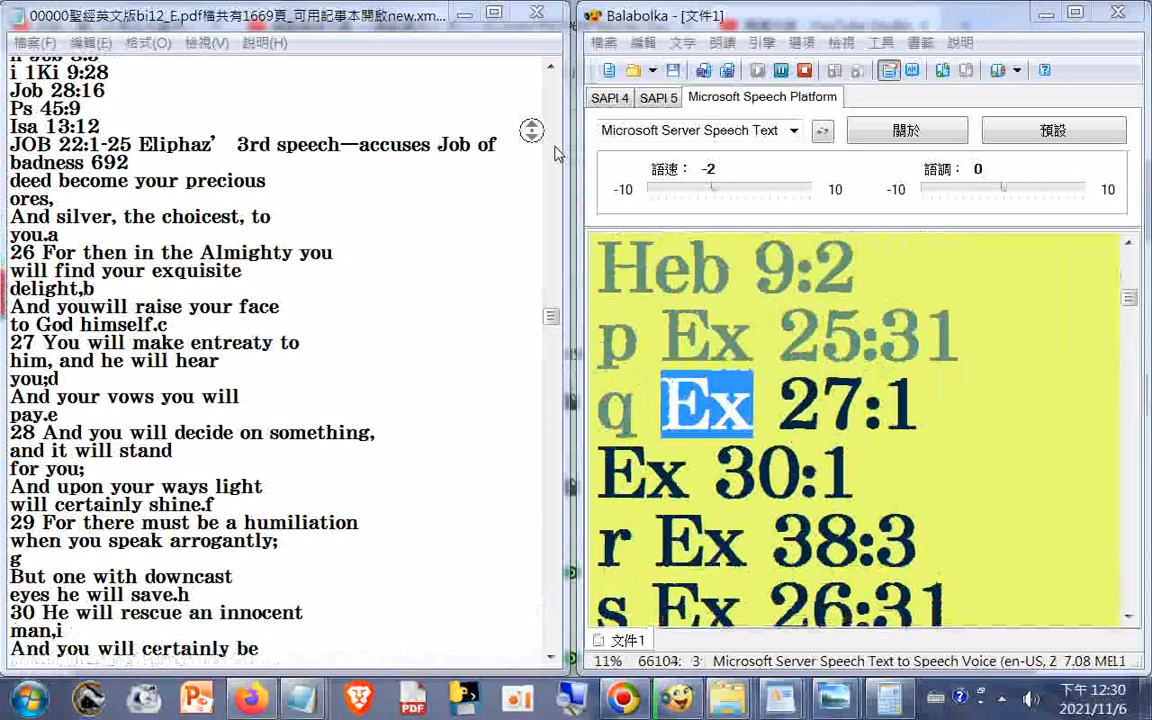 00000聖經英文版bi12_E.pdf檔共有1669頁_可用記事本開啟new.xm...
檔案(F) 編輯(E) 格式(O) 檢視(V) 說明(H)
i 1Ki 9:28
Job 28:16
Ps 45:9
Isa 13:12
JOB 22:1-25 Eliphaz’ 3rd speech—accuses Job of
badness 692
deed become your precious
ores,
And silver, the choicest, to
you.a
26 For then in the Almighty you
will find your exquisite
delight,b
And youwill raise your face
to God himself.c
27 You will make entreaty to
him, and he will hear
you;d
And your vows you will
pay.e
28 And you will decide on something,
and it will stand
for you;
And upon your ways light
will certainly shine.f
29 For there must be a humiliation
when you speak arrogantly;
g
But one with downcast
eyes he will save.h
30 He will rescue an innocent
man,i
And you will certainly be
Balabolka - [文件1]
檔案 編輯 文字 朗讀 引擎 選項 檢視 工具 書籤 說明
SAPI 4 SAPI 5 Microsoft Speech Platform
Microsoft Server Speech Text 關於 預設
語速: -2 語調: 0
-10 10 -10 10
Heb 9:2
p Ex 25:31
q Ex 27:1
Ex 30:1
r Ex 38:3
s Ex 26:31
文件1
11% 66104: 3 Microsoft Server Speech Text to Speech Voice (en-US, Z 7.08 ME11
PDF
下午 12:30
2021/11/6